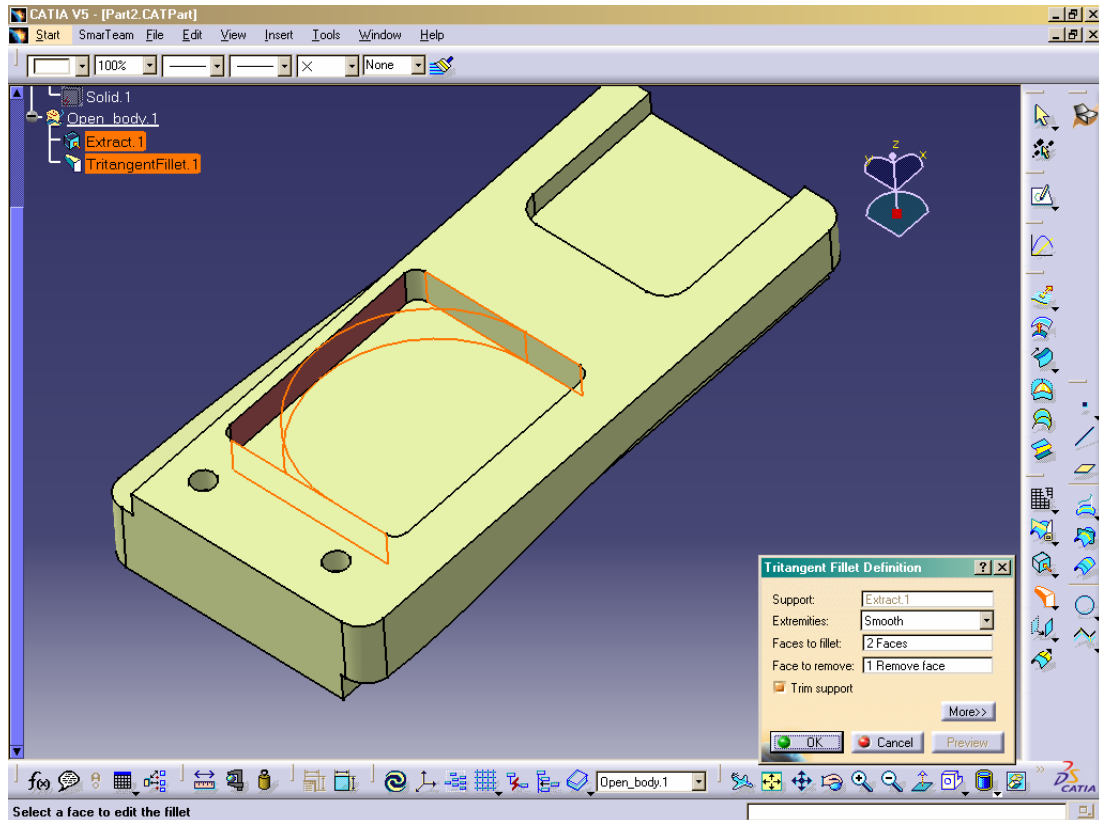 CATIA V5 - [Part2.CATPart]
Start SmarTeam File Edit View Insert Tools Window Help
100% None
Solid.1
Open_body.1
Extract.1
TritangentFillet.1
z
y x
Tritangent Fillet Definition
Support: Extract.1
Extremities: Smooth
Faces to fillet: 2 Faces
Face to remove: 1 Remove face
Trim support
More>>
OK Cancel Preview
f(x) Open_body.1
CATIA
Select a face to edit the fillet